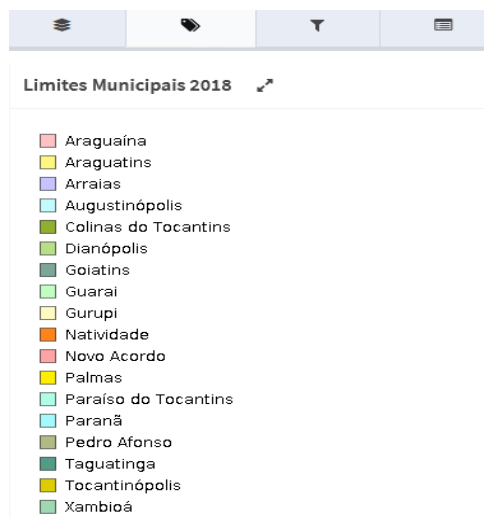 Limites Municipais 2018
Araguaína
Araguatins
Arraias
Augustinópolis
Colinas do Tocantins
Dianópolis
Goiatins
Guarai
Gurupi
Natividade
Novo Acordo
Palmas
Paraíso do Tocantins
Paranã
Pedro Afonso
Taguatinga
Tocantinópolis
Xambioá